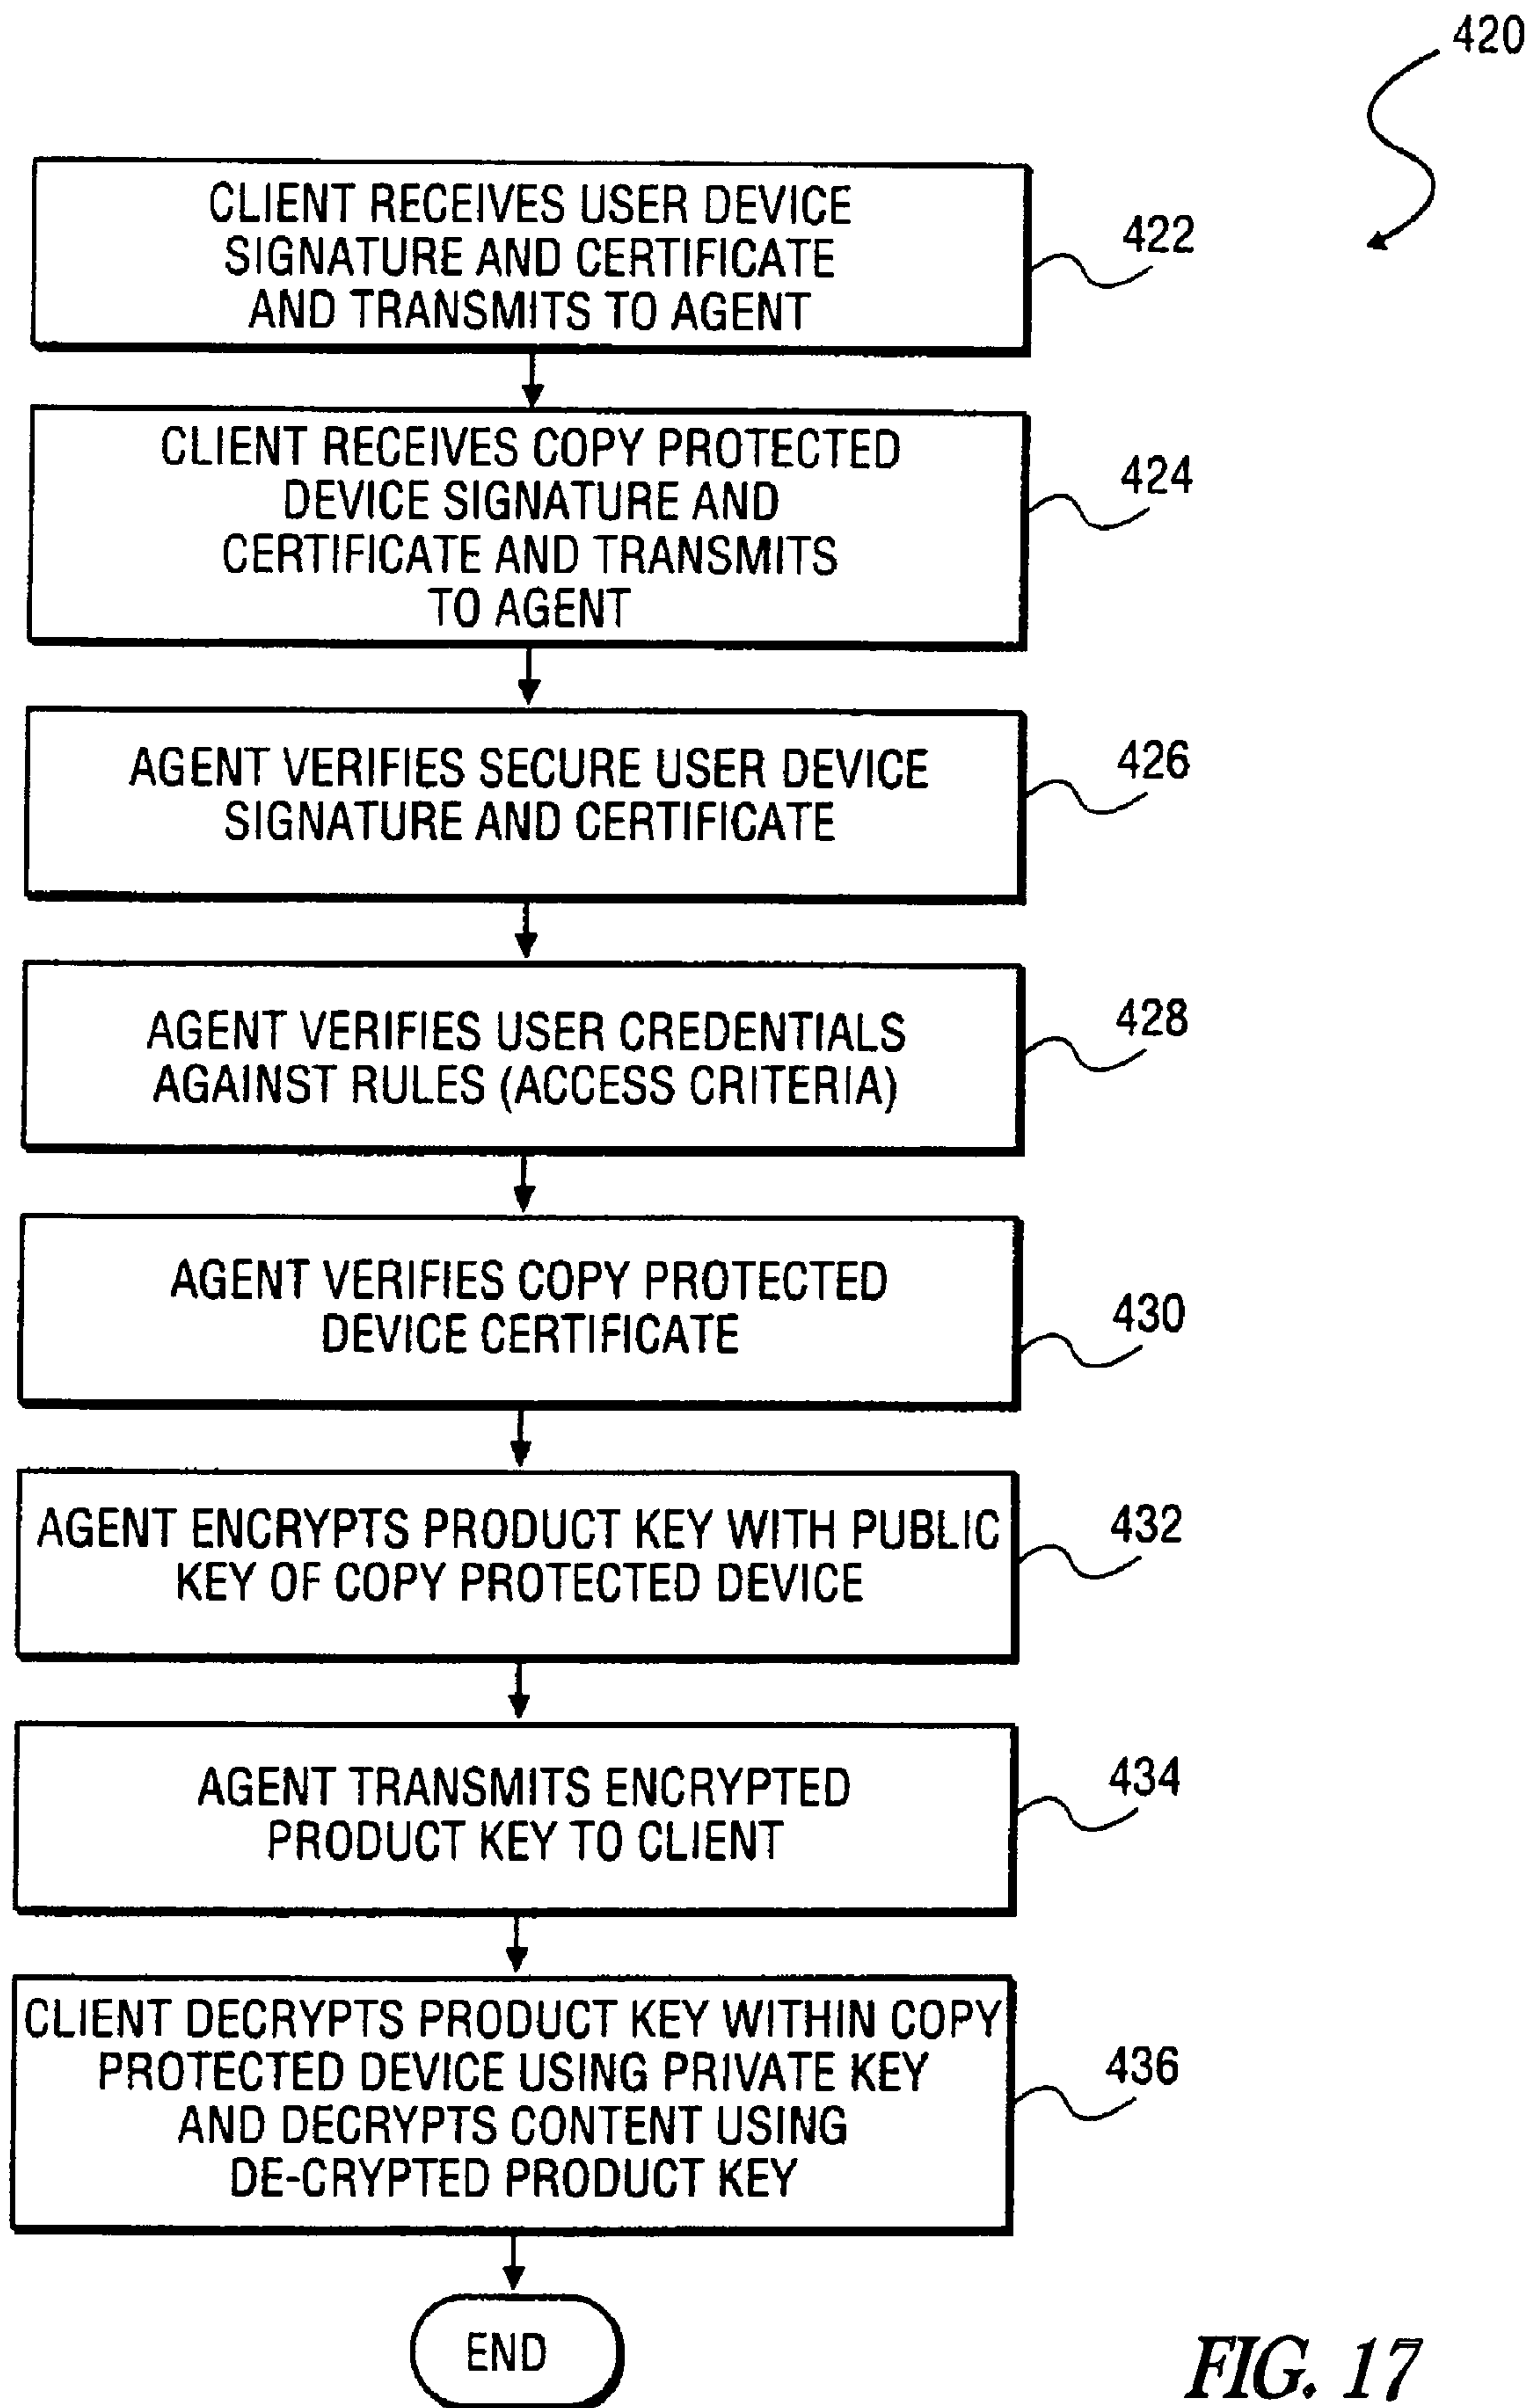 420
CLIENT RECEIVES USER DEVICE
SIGNATURE AND CERTIFICATE
AND TRANSMITS TO AGENT
422
CLIENT RECEIVES COPY PROTECTED
DEVICE SIGNATURE AND
CERTIFICATE AND TRANSMITS
TO AGENT
424
AGENT VERIFIES SECURE USER DEVICE
SIGNATURE AND CERTIFICATE
426
AGENT VERIFIES USER CREDENTIALS
AGAINST RULES (ACCESS CRITERIA)
428
AGENT VERIFIES COPY PROTECTED
DEVICE CERTIFICATE
430
AGENT ENCRYPTS PRODUCT KEY WITH PUBLIC
KEY OF COPY PROTECTED DEVICE
432
AGENT TRANSMITS ENCRYPTED
PRODUCT KEY TO CLIENT
434
CLIENT DECRYPTS PRODUCT KEY WITHIN COPY
PROTECTED DEVICE USING PRIVATE KEY
AND DECRYPTS CONTENT USING
DE-CRYPTED PRODUCT KEY
436
END
FIG. 17